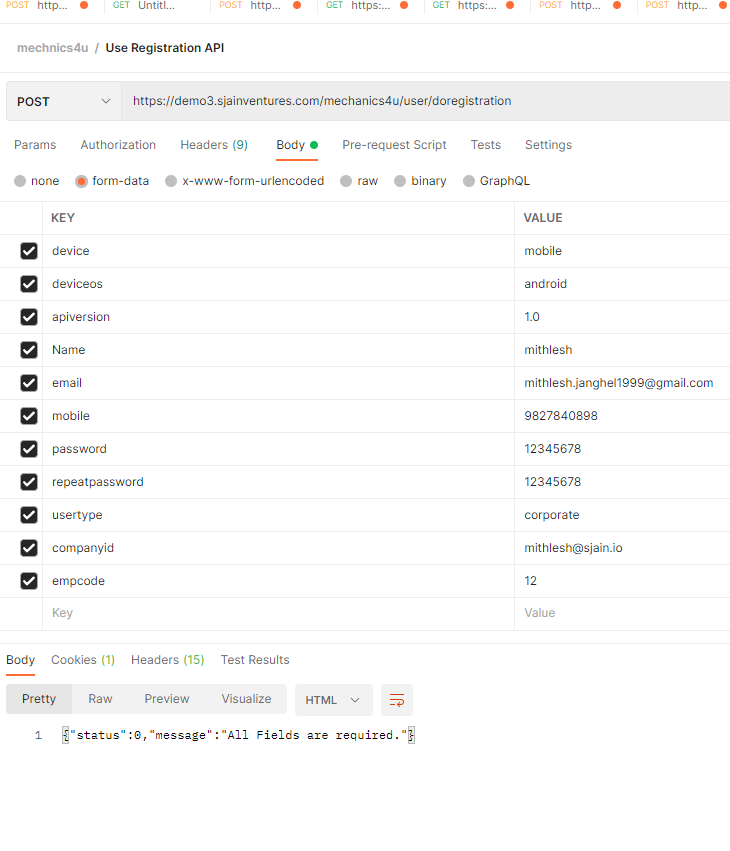 POST http... GET Untitl... POST http... GET https:... GET https:... POST http... POST http...
mechnics4u / Use Registration API
POST https://demo3.sjainventures.com/mechanics4u/user/doregistration
Params Authorization Headers (9) Body Pre-request Script Tests Settings
none form-data x-www-form-urlencoded raw binary GraphQL
KEY VALUE
device mobile
deviceos android
apiversion 1.0
Name mithlesh
email mithlesh.janghel1999@gmail.com
mobile 9827840898
password 12345678
repeatpassword 12345678
usertype corporate
companyid mithlesh@sjain.io
empcode 12
Key Value
Body Cookies (1) Headers (15) Test Results
Pretty Raw Preview Visualize HTML
1 {"status":0,"message":"All Fields are required."}